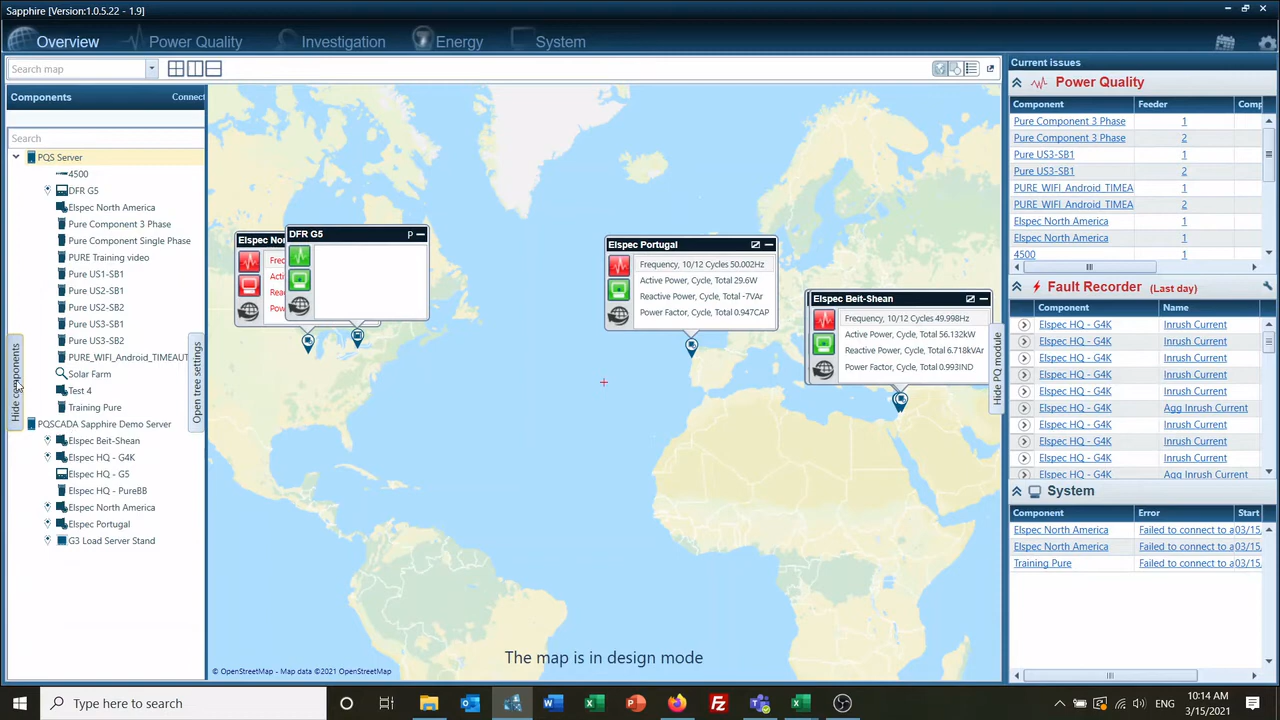 Sapphire [Version:1.0.5.22 - 1.9]
Overview
Power Quality
Investigation
Energy
System
Search map
Components
Connect
Search
PQS Server
4500
DFR G5
Elspec North America
Pure Component 3 Phase
Pure Component Single Phase
PURE Training video
Pure US1-SB1
Pure US2-SB1
Pure US2-SB2
Pure US3-SB1
Pure US3-SB2
PURE_WIFI_Android_TIMEAUT
Solar Farm
Test 4
Training Pure
PQSCADA Sapphire Demo Server
Elspec Beit-Shean
Elspec HQ - G4K
Elspec HQ - G5
Elspec HQ - PureBB
Elspec North America
Elspec Portugal
G3 Load Server Stand
Hide components
Open tree settings
Elspec Nor
DFR G5
P
Elspec Portugal
Frequency, 10/12 Cycles 50.002Hz
Active Power, Cycle, Total 29.6W
Reactive Power, Cycle, Total -7VAr
Power Factor, Cycle, Total 0.947CAP
Elspec Beit-Shean
Frequency, 10/12 Cycles 49.998Hz
Active Power, Cycle, Total 56.132kW
Reactive Power, Cycle, Total 6.718kVAr
Power Factor, Cycle, Total 0.993IND
Hide PQ module
The map is in design mode
© OpenStreetMap - Map data ©2021 OpenStreetMap
Current issues
Power Quality
Component Feeder Comp
Pure Component 3 Phase 1
Pure Component 3 Phase 2
Pure US3-SB1 1
Pure US3-SB1 2
PURE_WIFI_Android_TIMEA 1
PURE_WIFI_Android_TIMEA 2
Elspec North America 1
Elspec North America 2
4500 1
Fault Recorder (Last day)
Component Name
Elspec HQ - G4K Inrush Current
Elspec HQ - G4K Inrush Current
Elspec HQ - G4K Inrush Current
Elspec HQ - G4K Inrush Current
Elspec HQ - G4K Inrush Current
Elspec HQ - G4K Agg Inrush Current
Elspec HQ - G4K Inrush Current
Elspec HQ - G4K Inrush Current
Elspec HQ - G4K Inrush Current
Elspec HQ - G4K Agg Inrush Current
System
Component Error Start
Elspec North America Failed to connect to a 03/15.
Elspec North America Failed to connect to a 03/15.
Training Pure Failed to connect to a 03/15.
Type here to search
ENG
10:14 AM
3/15/2021